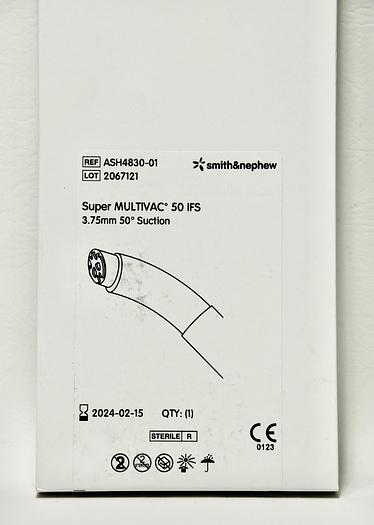 REF ASH4830-01
smith&nephew
LOT 2067121
Super MULTIVAC° 50 IFS
3.75mm 50° Suction
2024-02-15 QTY: (1)
STERILE R
CE
0123
2